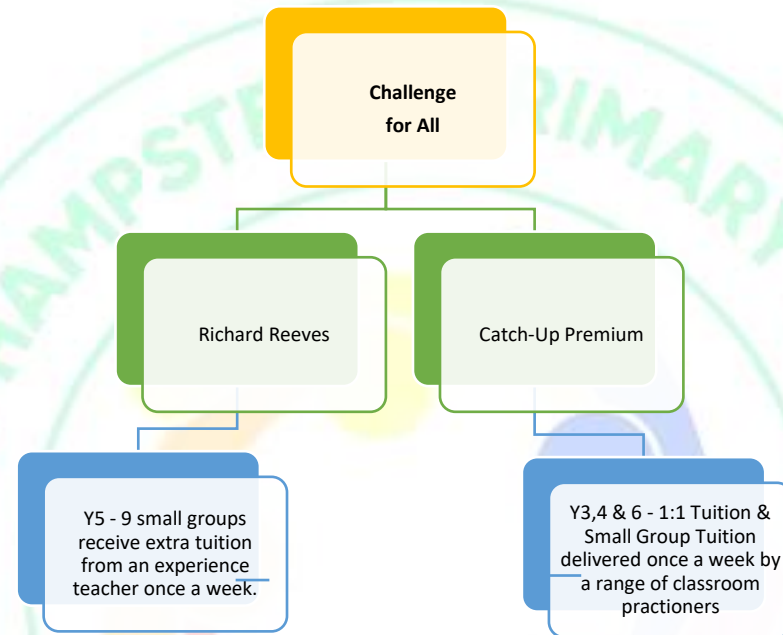 HAMPSTE
PRIMARY
Challenge
for All
Richard Reeves
Catch-Up Premium
Y5 - 9 small groups
receive extra tuition
from an experience
teacher once a week.
Y3,4 & 6 - 1:1 Tuition &
Small Group Tuition
delivered once a week by
a range of classroom
practioners